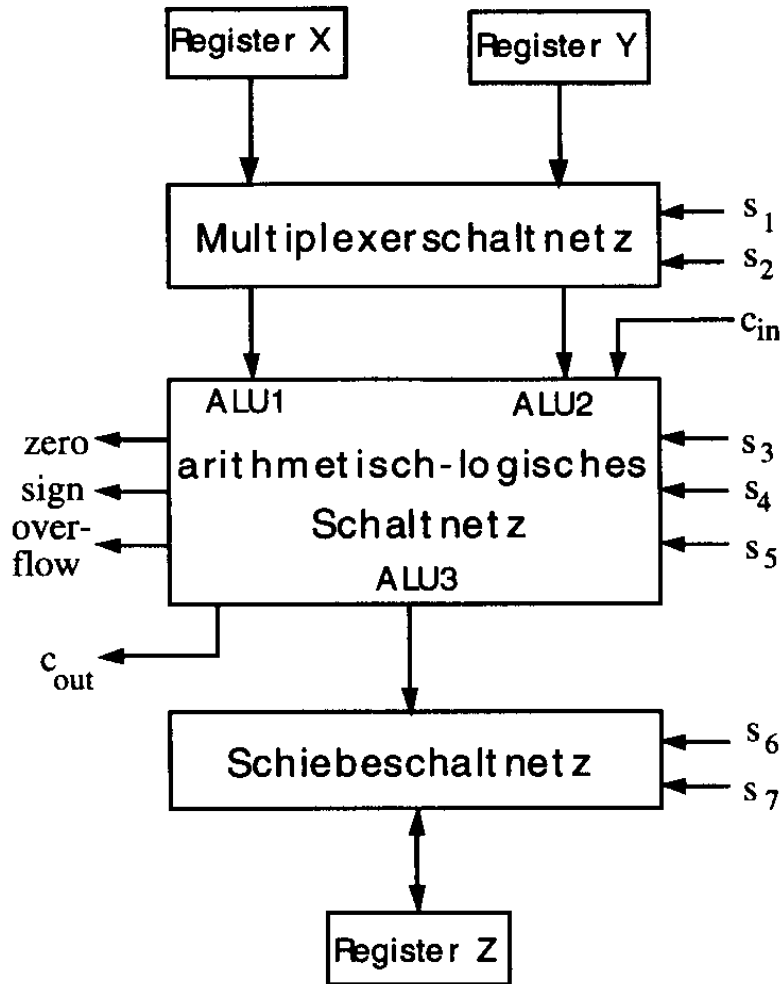 Register X
Register Y
Multiplexerschaltnetz
s1
s2
cin
ALU1
ALU2
zero
sign
over-
flow
arithmetisch-logisches
Schaltnetz
s3
s4
s5
ALU3
cout
Schiebeschaltnetz
s6
s7
Register Z